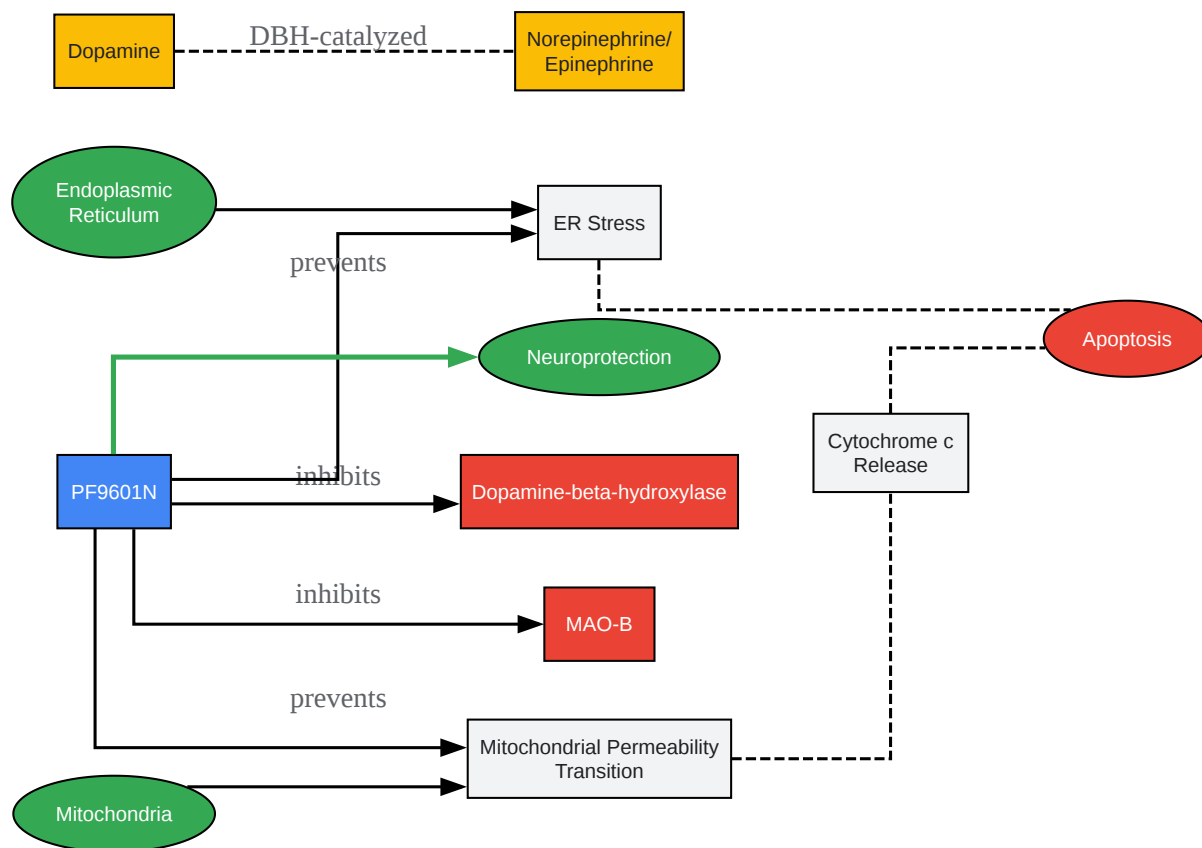 Dopamine
DBH-catalyzed
Norepinephrine/
Epinephrine
Endoplasmic
Reticulum
ER Stress
prevents
Apoptosis
Neuroprotection
Cytochrome c
Release
PF9601N
inhibits
Dopamine-beta-hydroxylase
inhibits
MAO-B
prevents
Mitochondrial Permeability
Transition
Mitochondria